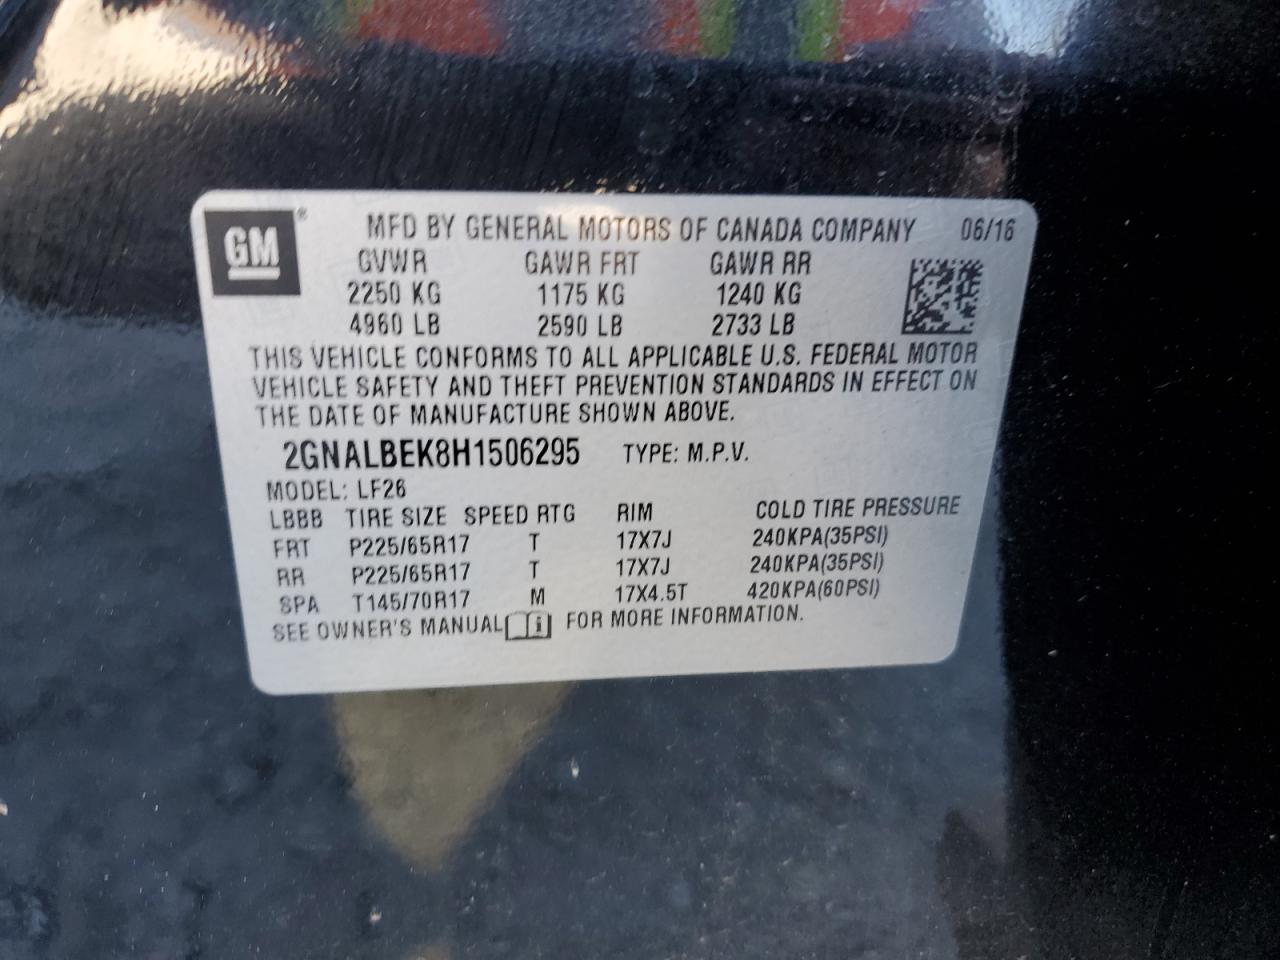 GM ® MFD BY GENERAL MOTORS OF CANADA COMPANY 06/16
GVWR GAWR FRT GAWR RR
2250 KG 1175 KG 1240 KG
4960 LB 2590 LB 2733 LB
THIS VEHICLE CONFORMS TO ALL APPLICABLE U.S. FEDERAL MOTOR
VEHICLE SAFETY AND THEFT PREVENTION STANDARDS IN EFFECT ON
THE DATE OF MANUFACTURE SHOWN ABOVE.
2GNALBEK8H1506295 TYPE: M.P.V.
MODEL: LF26
LBBB TIRE SIZE SPEED RTG RIM COLD TIRE PRESSURE
FRT P225/65R17 T 17X7J 240KPA(35PSI)
RR P225/65R17 T 17X7J 240KPA(35PSI)
SPA T145/70R17 M 17X4.5T 420KPA(60PSI)
SEE OWNER'S MANUAL i FOR MORE INFORMATION.